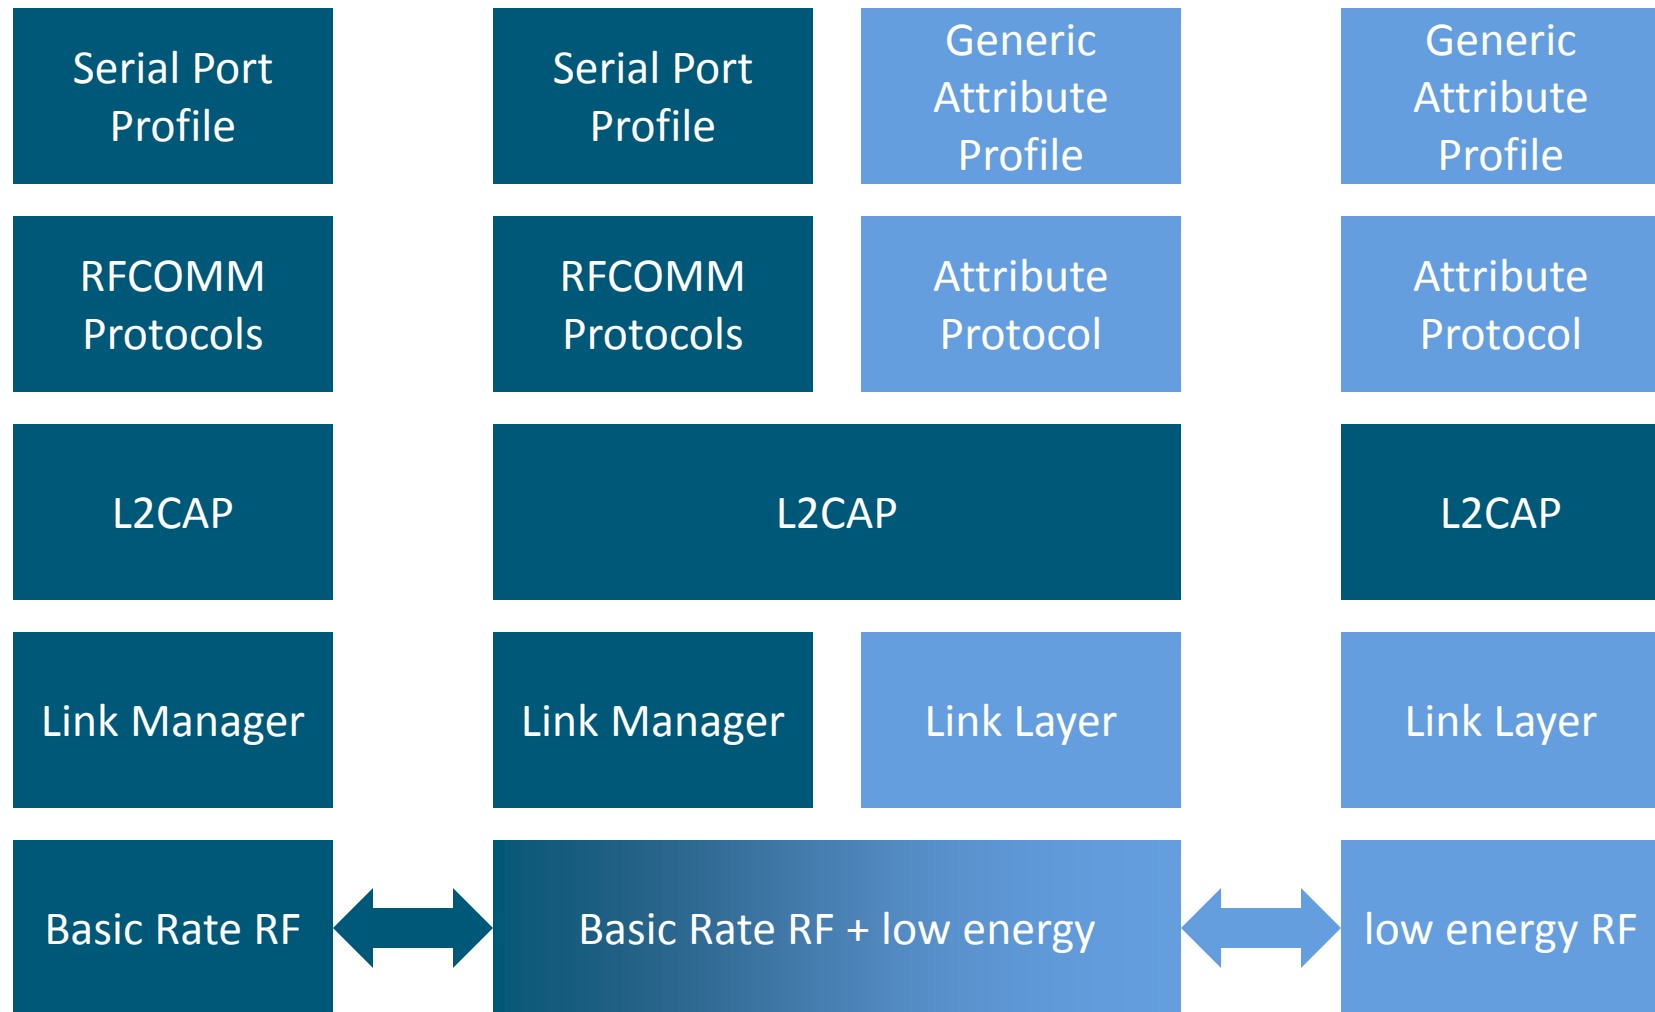 Serial Port
Profile
Serial Port
Profile
Generic
Attribute
Profile
Generic
Attribute
Profile
RFCOMM
Protocols
RFCOMM
Protocols
Attribute
Protocol
Attribute
Protocol
L2CAP
L2CAP
L2CAP
Link Manager
Link Manager
Link Layer
Link Layer
Basic Rate RF
Basic Rate RF + low energy
low energy RF